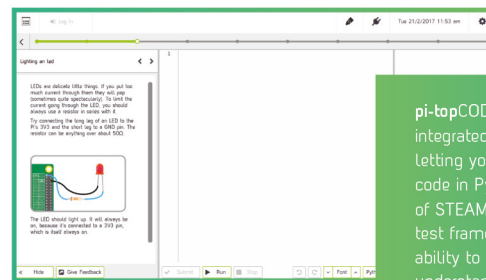 Log In
Tue 21/2/2017 11:53 am
Lighting an led
1
LEDs are delicate little things. If you put too
much current through them they will pop
(sometimes quite spectacularly). To limit the
current going through the LED, you should
always use a resistor in series with it.
Try connecting the long leg of an LED to the
Pi's 3V3 and the short leg to a GND pin. The
resistor can be anything over about 50Ω.
The LED should light up. It will always be
on, because it's connected to a 3V3 pin,
which is itself always on.
Hide
Give Feedback
Submit
Run
Stop
Font
Pyth
pi-topCOD
integrated
letting yo
code in P
of STEAM
test fram
ability to